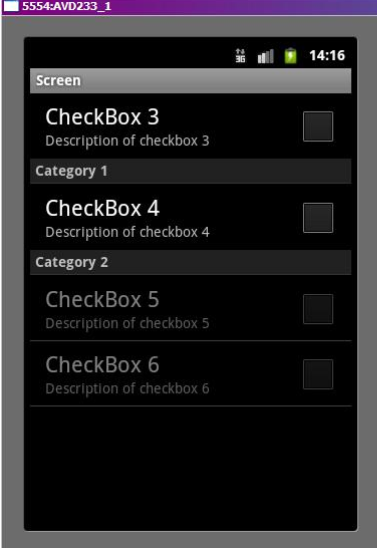 5554:AVD233_1
3G 14:16
Screen
CheckBox 3
Description of checkbox 3
Category 1
CheckBox 4
Description of checkbox 4
Category 2
CheckBox 5
Description of checkbox 5
CheckBox 6
Description of checkbox 6